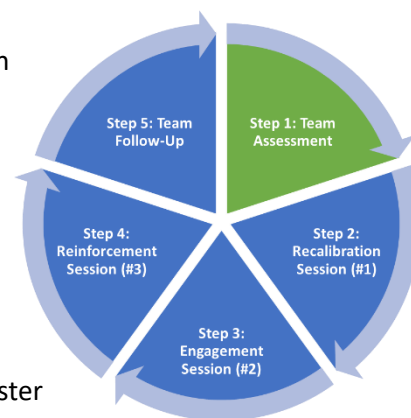 Step 1: Team
Assessment
Step 2:
Recalibration
Session (#1)
Step 3:
Engagement
Session (#2)
Step 4:
Reinforcement
Session (#3)
Step 5: Team
Follow-Up